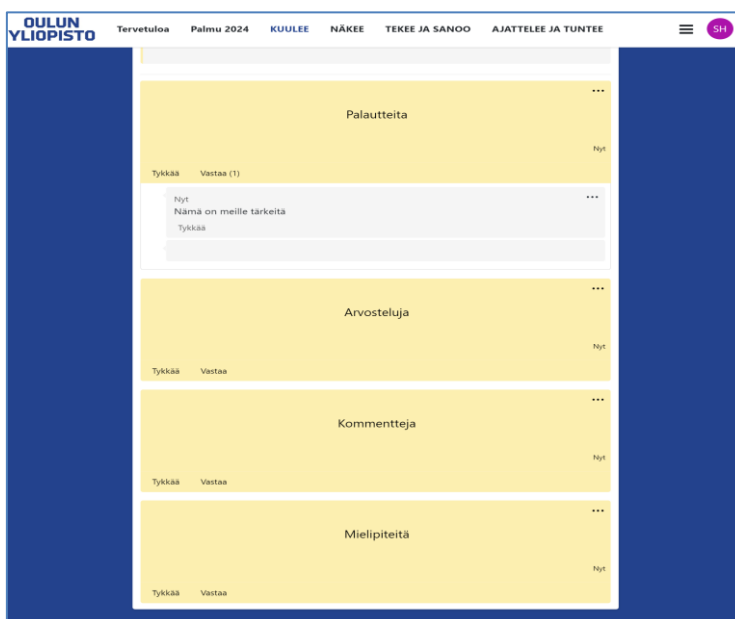 OULUN
YLIOPISTO
Tervetuloa Palmu 2024 KUULEE NÄKEE TEKEE JA SANOO AJATTELEE JA TUNTEE SH
Palautteita
Nyt
Tykkää Vastaa (1)
Nyt
Nämä on meille tärkeitä
Tykkää
Arvosteluja
Nyt
Tykkää Vastaa
Kommentteja
Nyt
Tykkää Vastaa
Mielipiteitä
Nyt
Tykkää Vastaa